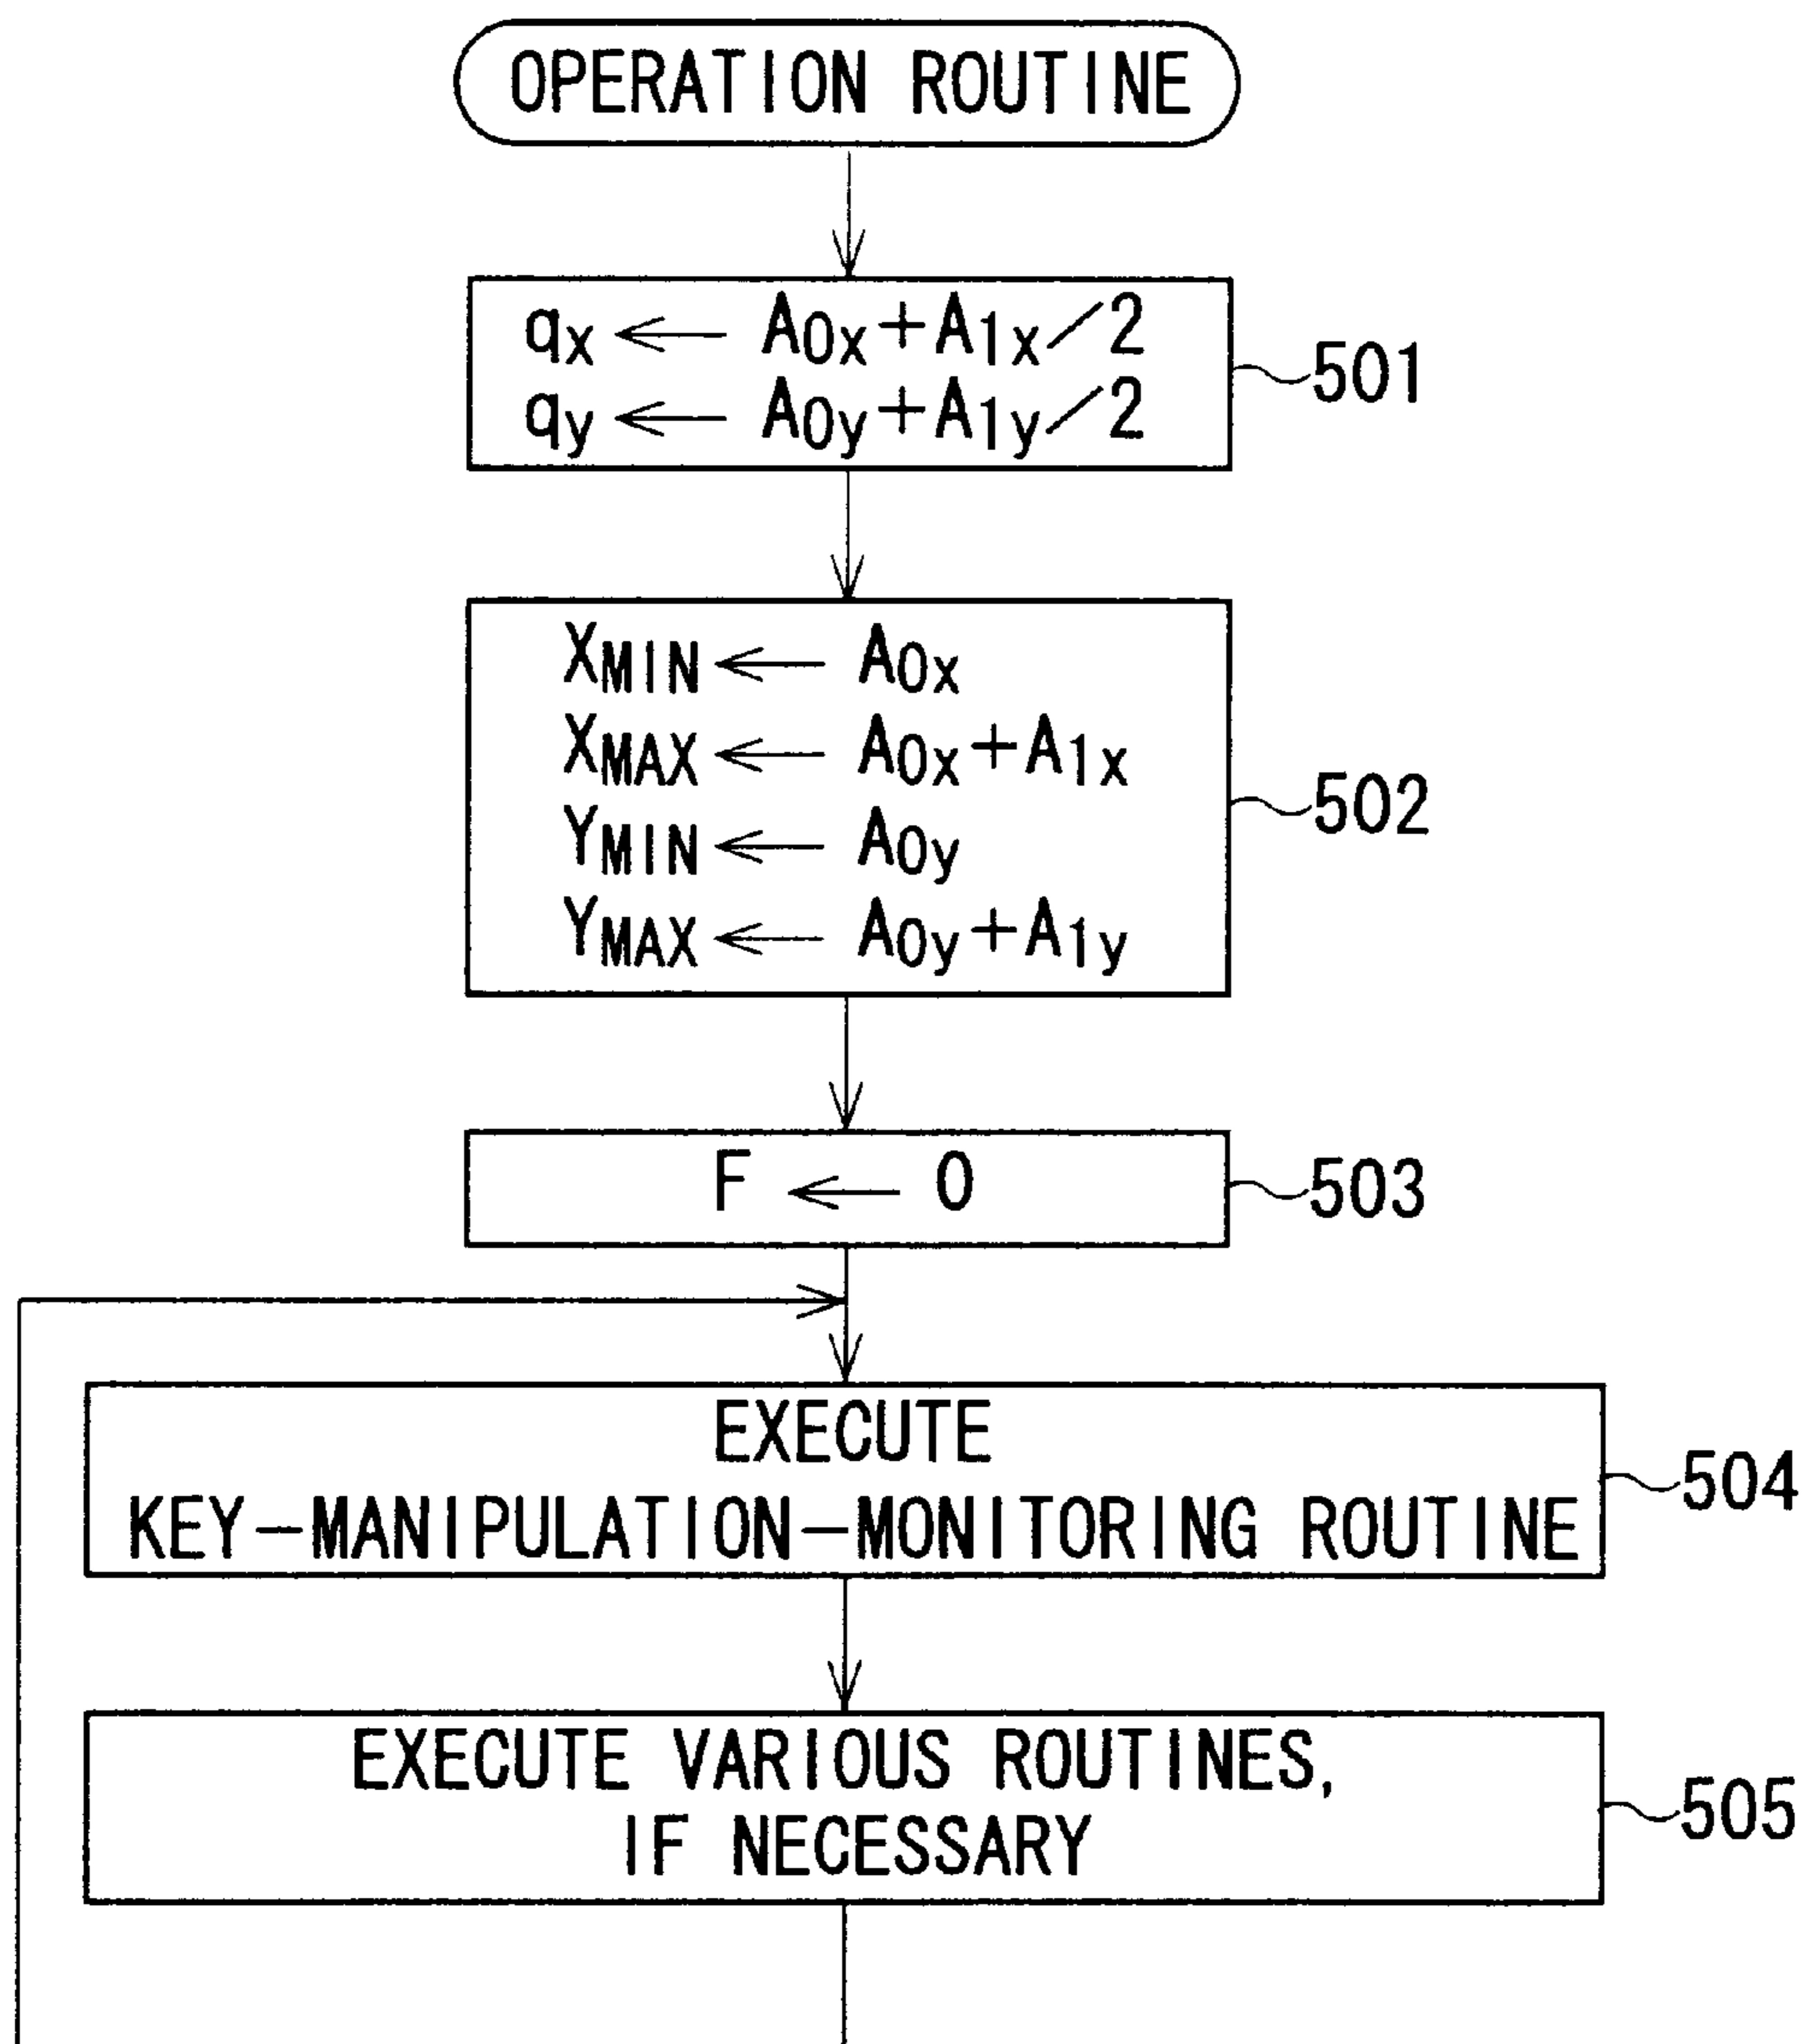 OPERATION ROUTINE
qx ← A0x+A1x/2
qy ← A0y+A1y/2
501
XMIN ← A0x
XMAX ← A0x+A1x
YMIN ← A0y
YMAX ← A0y+A1y
502
F ← 0
503
EXECUTE
KEY-MANIPULATION-MONITORING ROUTINE
504
EXECUTE VARIOUS ROUTINES,
IF NECESSARY
505